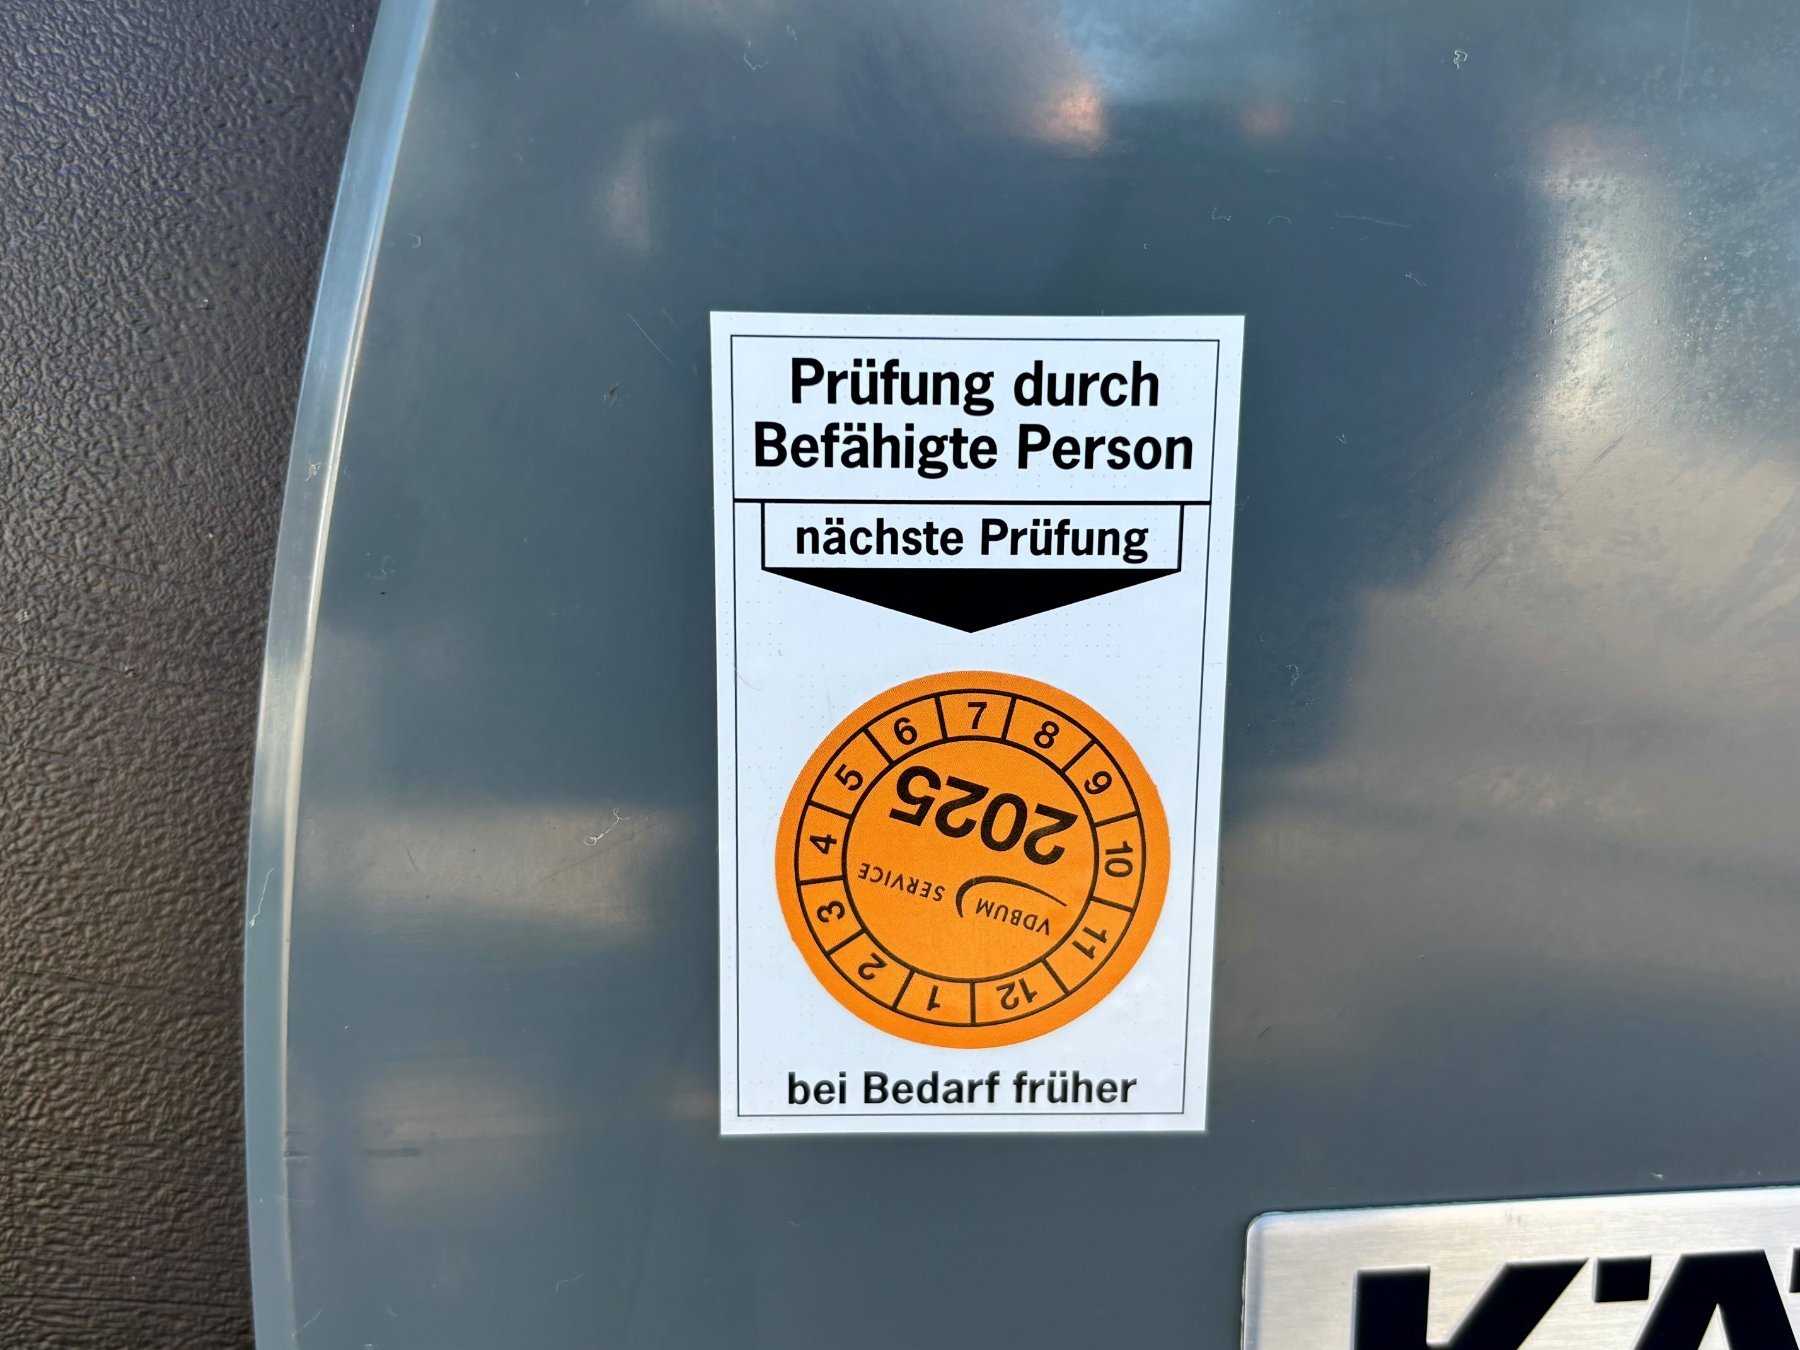 Prüfung durch
Befähigte Person
nächste Prüfung
7
8
9
10
11
12
1
2
3
4
5
6
2025
VDBUM SERVICE
bei Bedarf früher